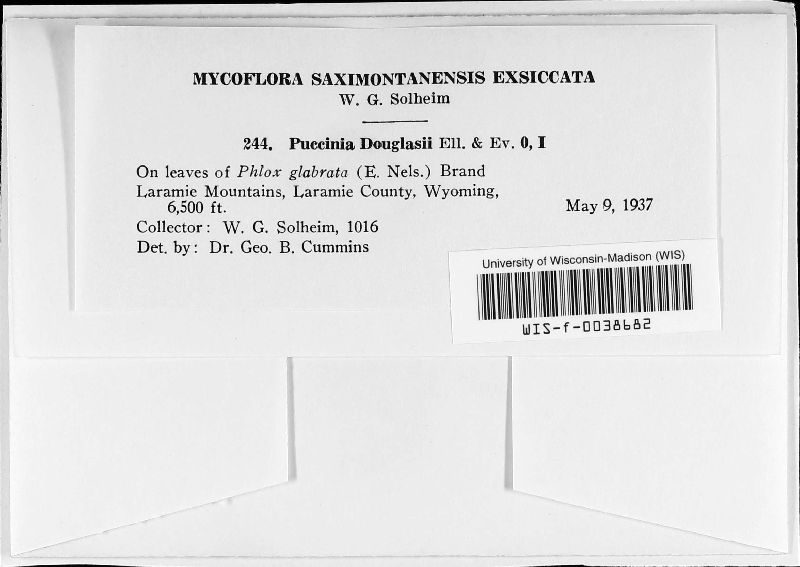 MYCOFLORA SAXIMONTANENSIS EXSICCATA
W. G. Solheim
244. Puccinia Douglasii Ell. & Ev. 0, I
On leaves of Phlox glabrata (E. Nels.) Brand
Laramie Mountains, Laramie County, Wyoming,
6,500 ft. May 9, 1937
Collector: W. G. Solheim, 1016
Det. by: Dr. Geo. B. Cummins
University of Wisconsin-Madison (WIS)
WIS-f-0038682